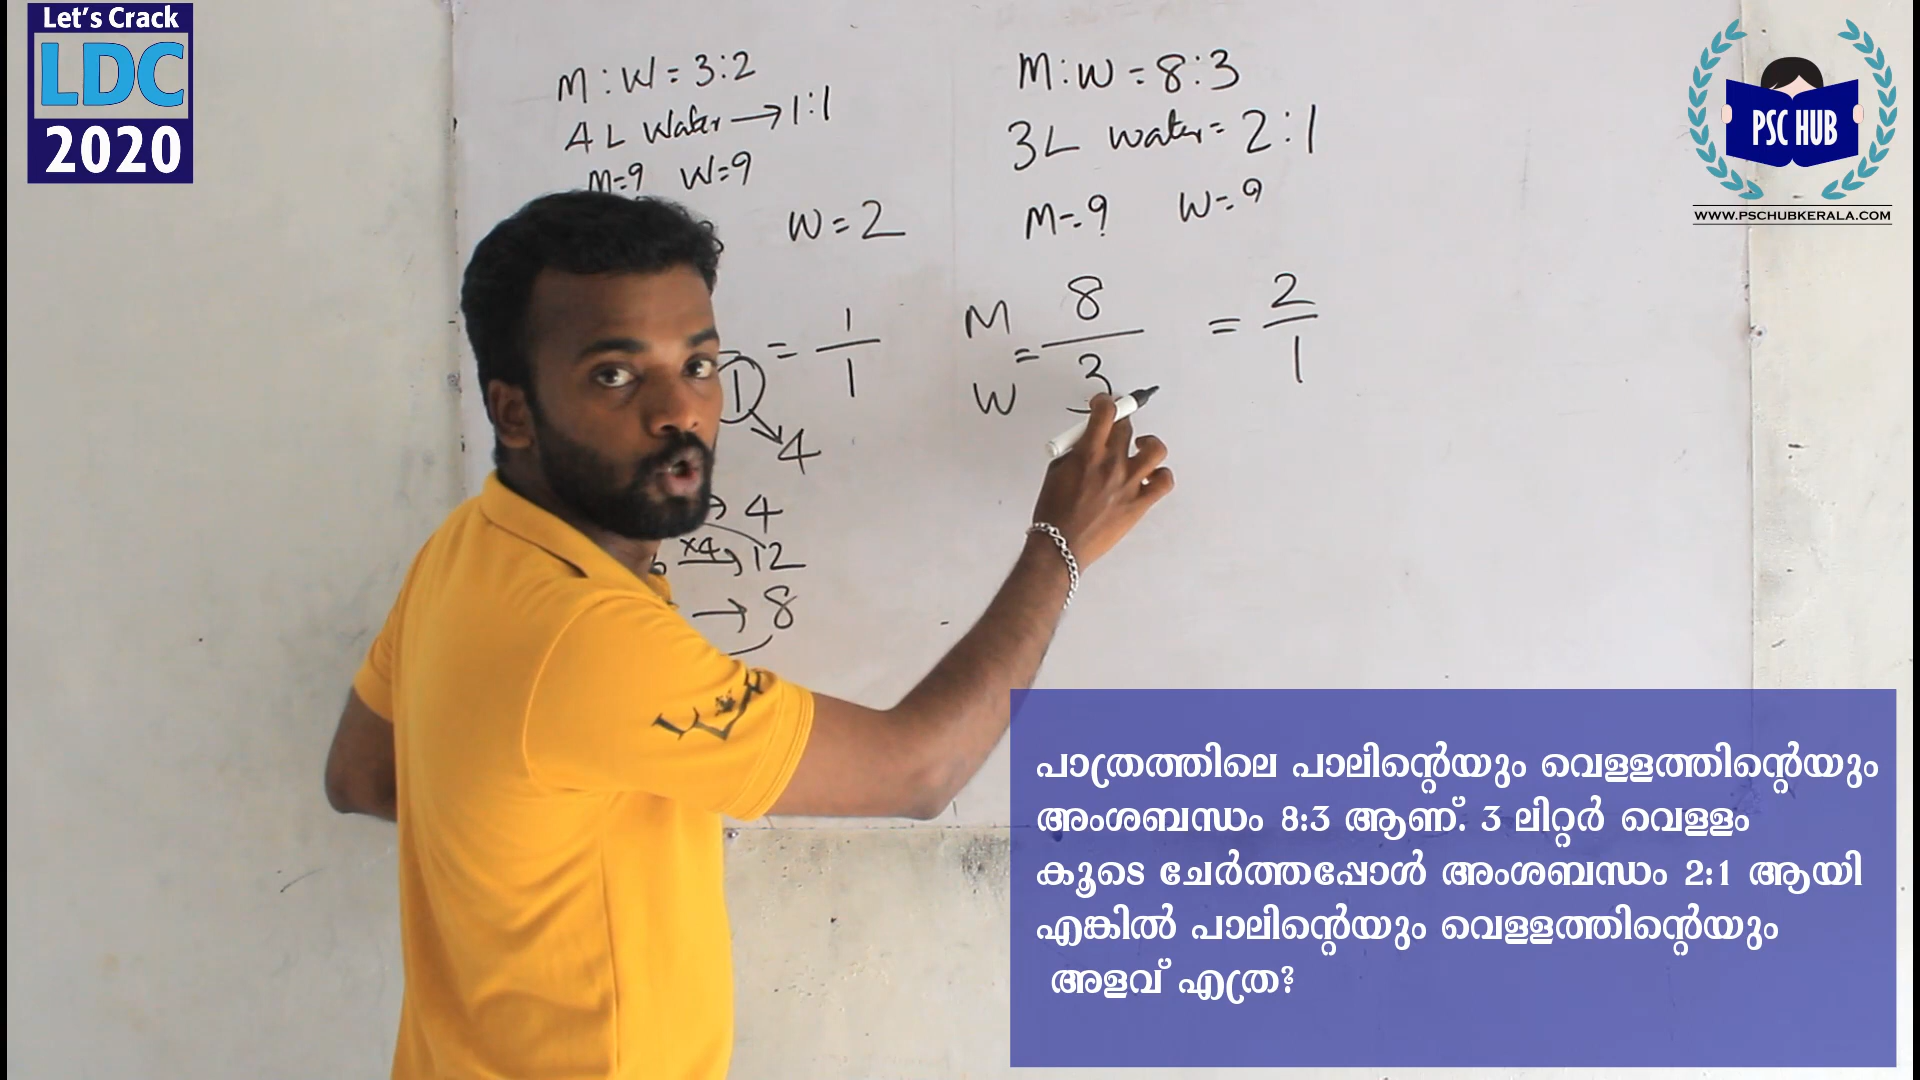 Let's Crack
LDC
2020
PSC HUB
WWW.PSCHUBKERALA.COM
M:W=3:2
4L Water→1:1
M=9 W=9
W=2
= 1/1
1
4
→ 4
×4→12
→ 8
M:W=8:3
3L water=2:1
M=? W=?
M/W = 8/3 = 2/1
പാത്രത്തിലെ പാലിന്റെയും വെള്ളത്തിന്റെയും
അംശബന്ധം 8:3 ആണ്. 3 ലിറ്റർ വെള്ളം
കൂടെ ചേർത്തപ്പോൾ അംശബന്ധം 2:1 ആയി
എങ്കിൽ പാലിന്റെയും വെള്ളത്തിന്റെയും
അളവ് എത്ര?